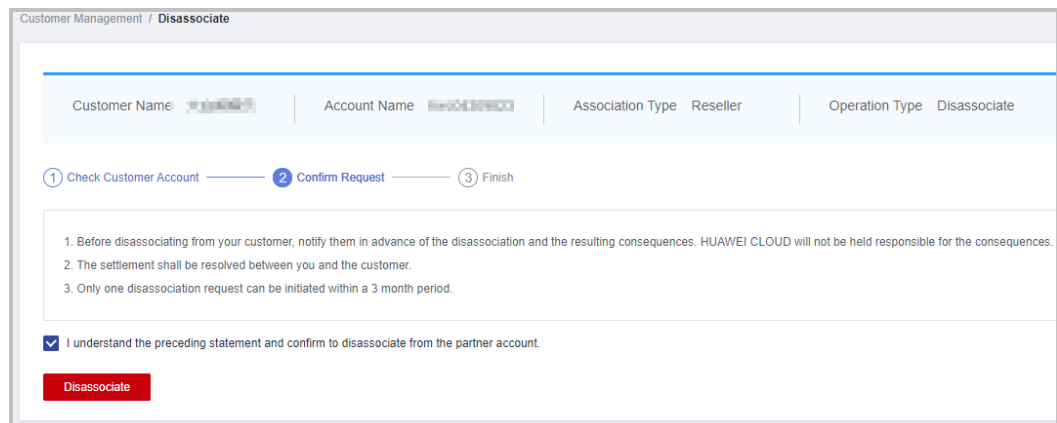 Customer Management / Disassociate
Customer Name Account Name Association Type Reseller Operation Type Disassociate
1 Check Customer Account 2 Confirm Request 3 Finish
1. Before disassociating from your customer, notify them in advance of the disassociation and the resulting consequences. HUAWEI CLOUD will not be held responsible for the consequences.
2. The settlement shall be resolved between you and the customer.
3. Only one disassociation request can be initiated within a 3 month period.
I understand the preceding statement and confirm to disassociate from the partner account.
Disassociate